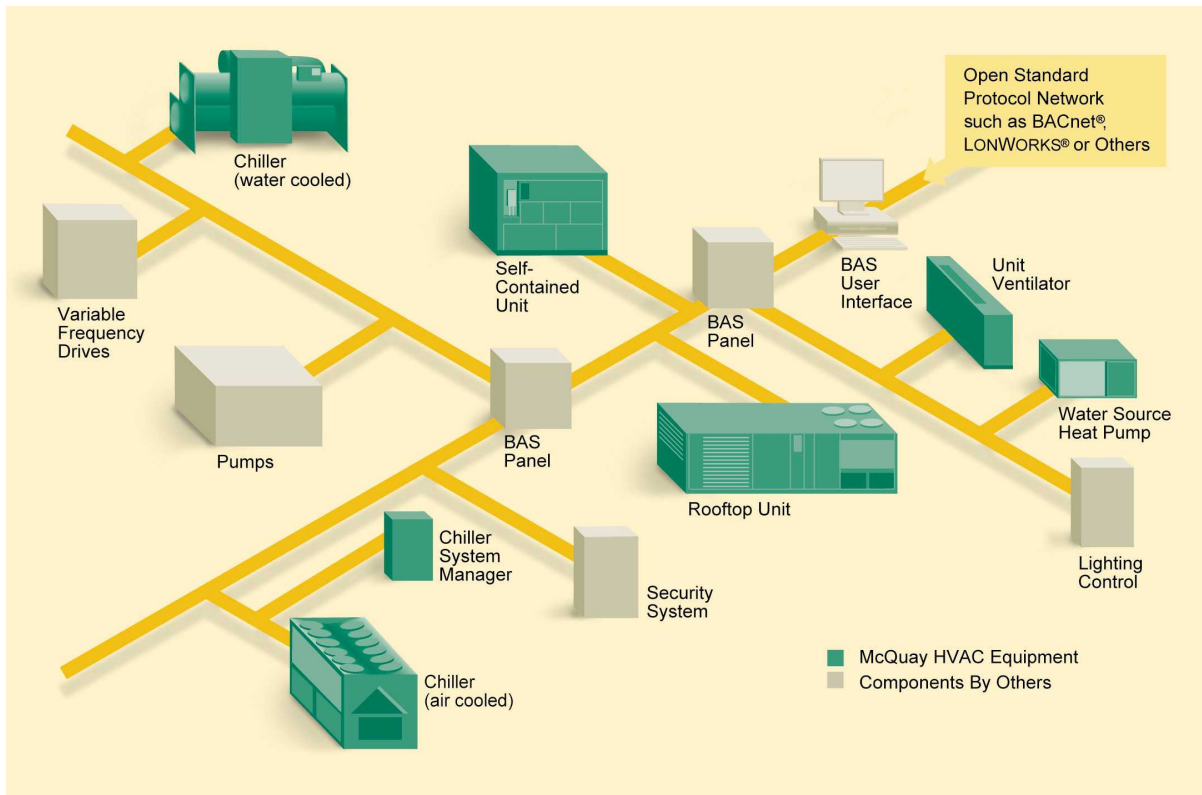 Open Standard
Protocol Network
such as BACnet®,
LONWORKS® or Others
Chiller
(water cooled)
Self-
Contained
Unit
BAS
User
Interface
Unit
Ventilator
Variable
Frequency
Drives
BAS
Panel
Pumps
BAS
Panel
Water Source
Heat Pump
Rooftop Unit
Chiller
System
Manager
Security
System
Lighting
Control
Chiller
(air cooled)
McQuay HVAC Equipment
Components By Others